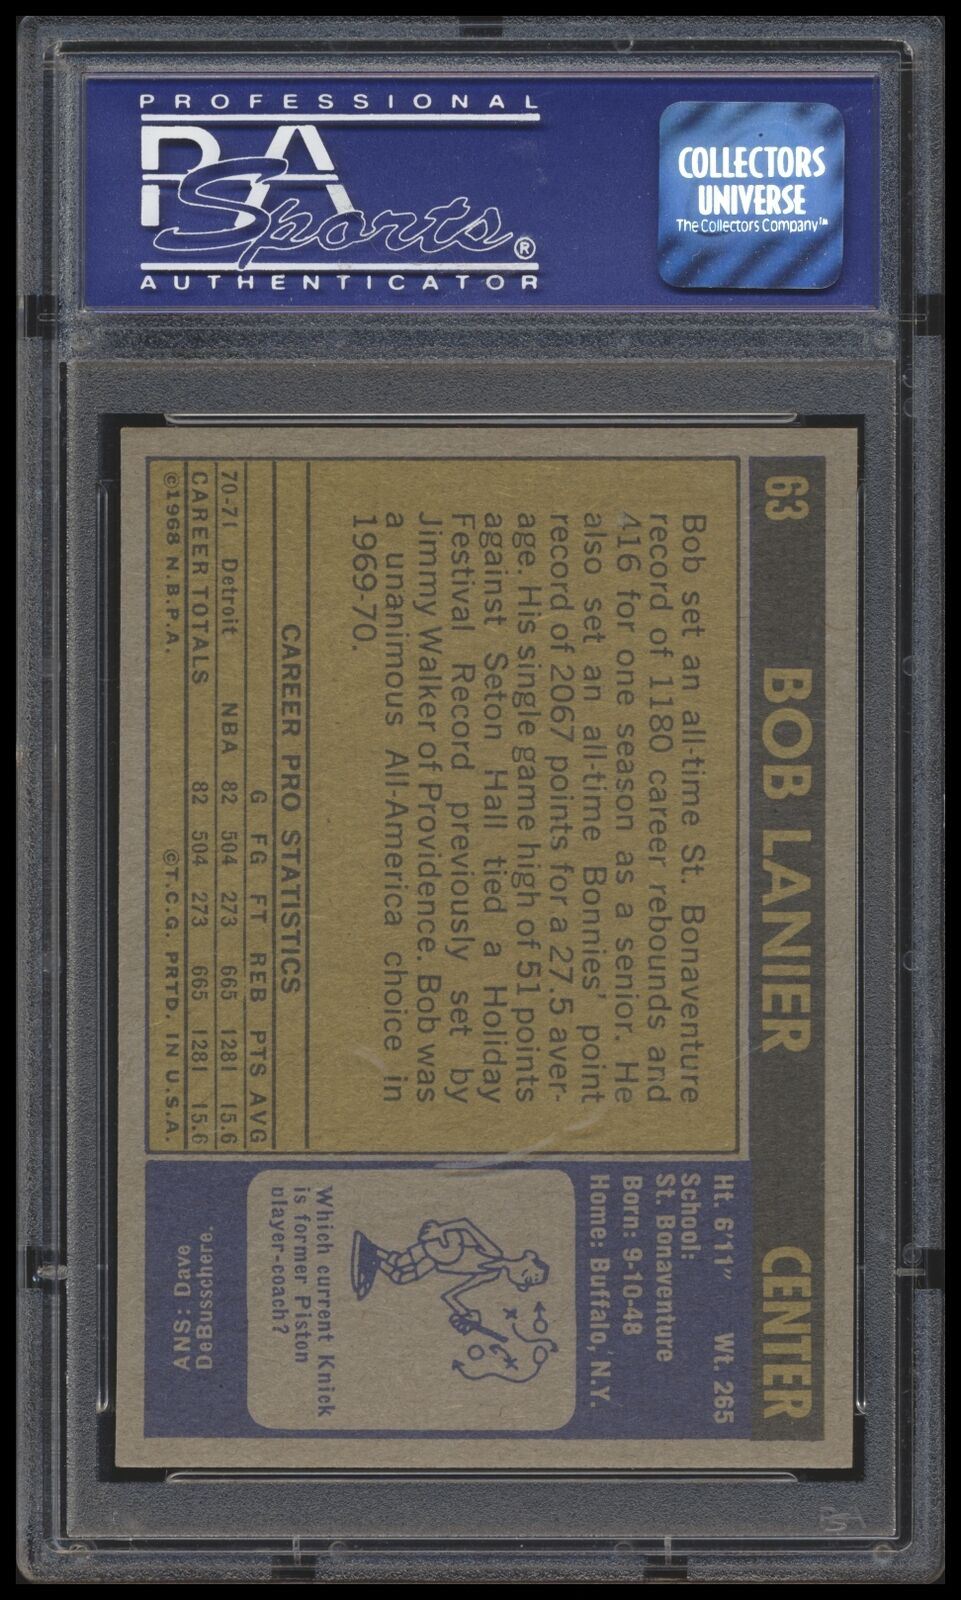 PROFESSIONAL
PSA
Sports®
AUTHENTICATOR
COLLECTORS
UNIVERSE
The Collectors Company™
63 BOB LANIER CENTER
Bob set an all-time St. Bonaventure
record of 1180 career rebounds and
416 for one season as a senior. He
also set an all-time Bonnies' point
record of 2067 points for a 27.5 aver-
age. His single game high of 51 points
against Seton Hall tied a Holiday
Festival Record previously set by
Jimmy Walker of Providence. Bob was
a unanimous All-America choice in
1969-70.
CAREER PRO STATISTICS
G FG FT REB PTS AVG
70-71 Detroit NBA 82 504 273 665 1281 15.6
CAREER TOTALS 82 504 273 665 1281 15.6
©1968 N.B.P.A. ©T.C.G. PRTD. IN U.S.A.
Ht. 6'11" Wt. 265
School:
St. Bonaventure
Born: 9-10-48
Home: Buffalo, N.Y.
Which current Knick
is former Piston
player-coach?
ANS: Dave
DeBusschere.
PSA